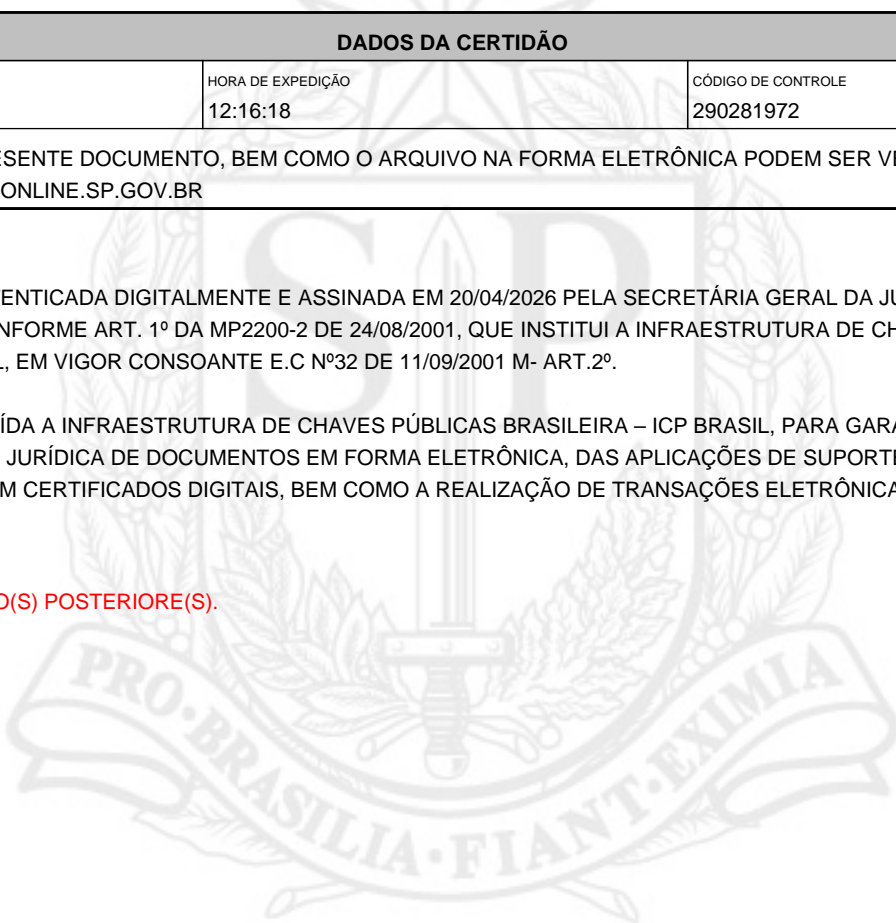 DADOS DA CERTIDÃO
HORA DE EXPEDIÇÃO
12:16:18
CÓDIGO DE CONTROLE
290281972
ESENTE DOCUMENTO, BEM COMO O ARQUIVO NA FORMA ELETRÔNICA PODEM SER VE
ONLINE.SP.GOV.BR
ENTICADA DIGITALMENTE E ASSINADA EM 20/04/2026 PELA SECRETÁRIA GERAL DA JU
NFORME ART. 1º DA MP2200-2 DE 24/08/2001, QUE INSTITUI A INFRAESTRUTURA DE CH
L, EM VIGOR CONSOANTE E.C Nº32 DE 11/09/2001 M- ART.2º.
ÍDA A INFRAESTRUTURA DE CHAVES PÚBLICAS BRASILEIRA – ICP BRASIL, PARA GARA
JURÍDICA DE DOCUMENTOS EM FORMA ELETRÔNICA, DAS APLICAÇÕES DE SUPORTE
M CERTIFICADOS DIGITAIS, BEM COMO A REALIZAÇÃO DE TRANSAÇÕES ELETRÔNICA
O(S) POSTERIORE(S).
SP
PRO·BRASILIA·FIANT·EXIMIA